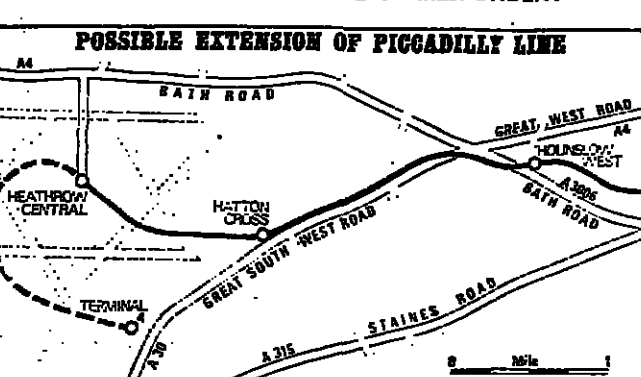 POSSIBLE EXTENSION OF PICCADILLY LINE
A4
BATH ROAD
GREAT WEST ROAD
A4
HOUNSLOW
WEST
HEATHROW
CENTRAL
HATTON
CROSS
A3006
BATH ROAD
GREAT SOUTH WEST ROAD
TERMINAL
4
A30
A315
STAINES ROAD
0 Mile 1